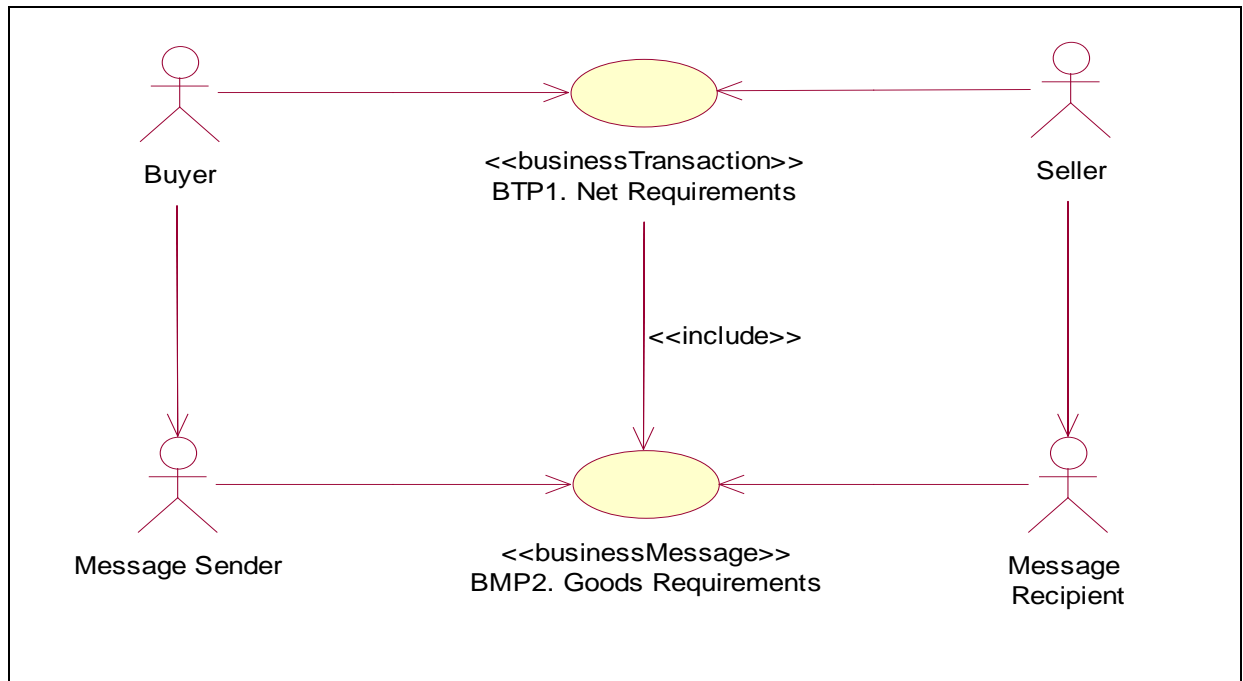 Buyer
<<businessTransaction>>
BTP1. Net Requirements
Seller
<<include>>
Message Sender
<<businessMessage>>
BMP2. Goods Requirements
Message
Recipient